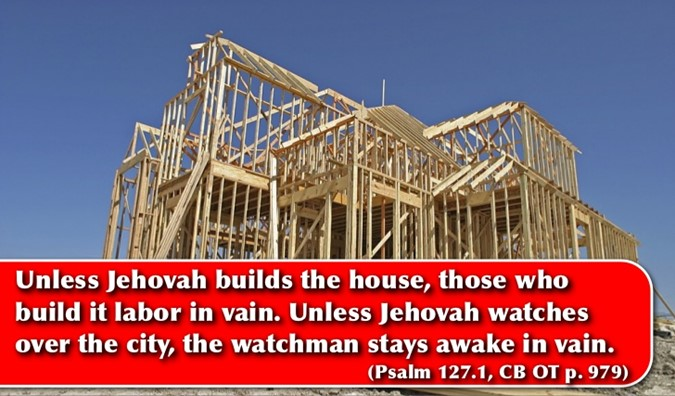 Unless Jehovah builds the house, those who
build it labor in vain. Unless Jehovah watches
over the city, the watchman stays awake in vain.
(Psalm 127.1, CB OT p. 979)